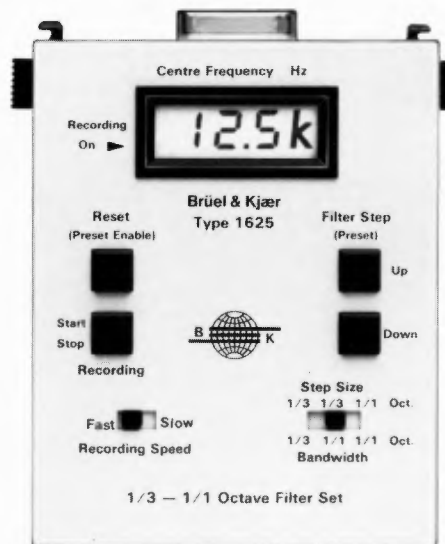 Centre Frequency Hz
12.5k
Recording
On
Brüel & Kjær
Type 1625
Reset
(Preset Enable)
Filter Step
(Preset)
Up
Start
Stop
Recording
B K
Down
Step Size
1/3 1/3 1/1 Oct.
Fast Slow
Recording Speed
1/3 1/1 1/1 Oct.
Bandwidth
1/3 – 1/1 Octave Filter Set